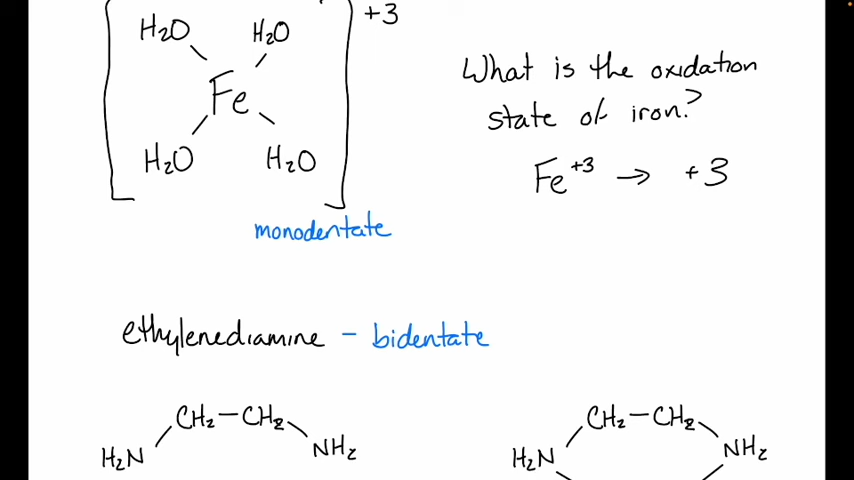 +3
H₂O H₂O
Fe
H₂O H₂O
monodentate
What is the oxidation
state of iron?
Fe⁺³ → +3
ethylenediamine - bidentate
CH₂-CH₂
H₂N NH₂
CH₂-CH₂
H₂N NH₂